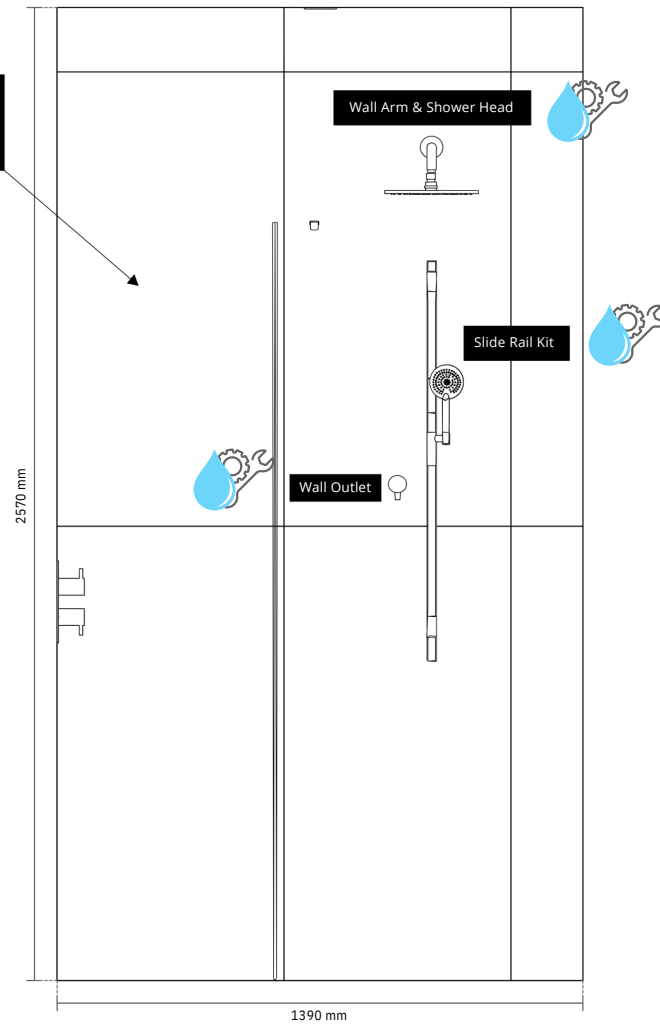 Wall Arm & Shower Head
Slide Rail Kit
Wall Outlet
2570 mm
1390 mm